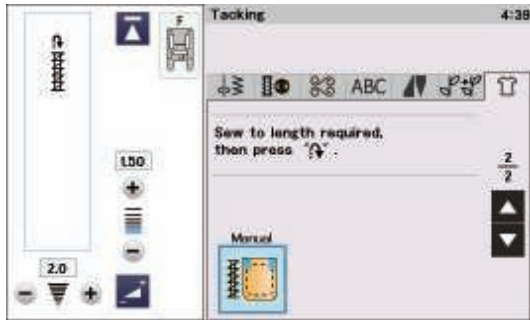 F
Tacking
4:39
ABC
Sew to length required,
then press " ".
2
2
1.50
2.0
Manual